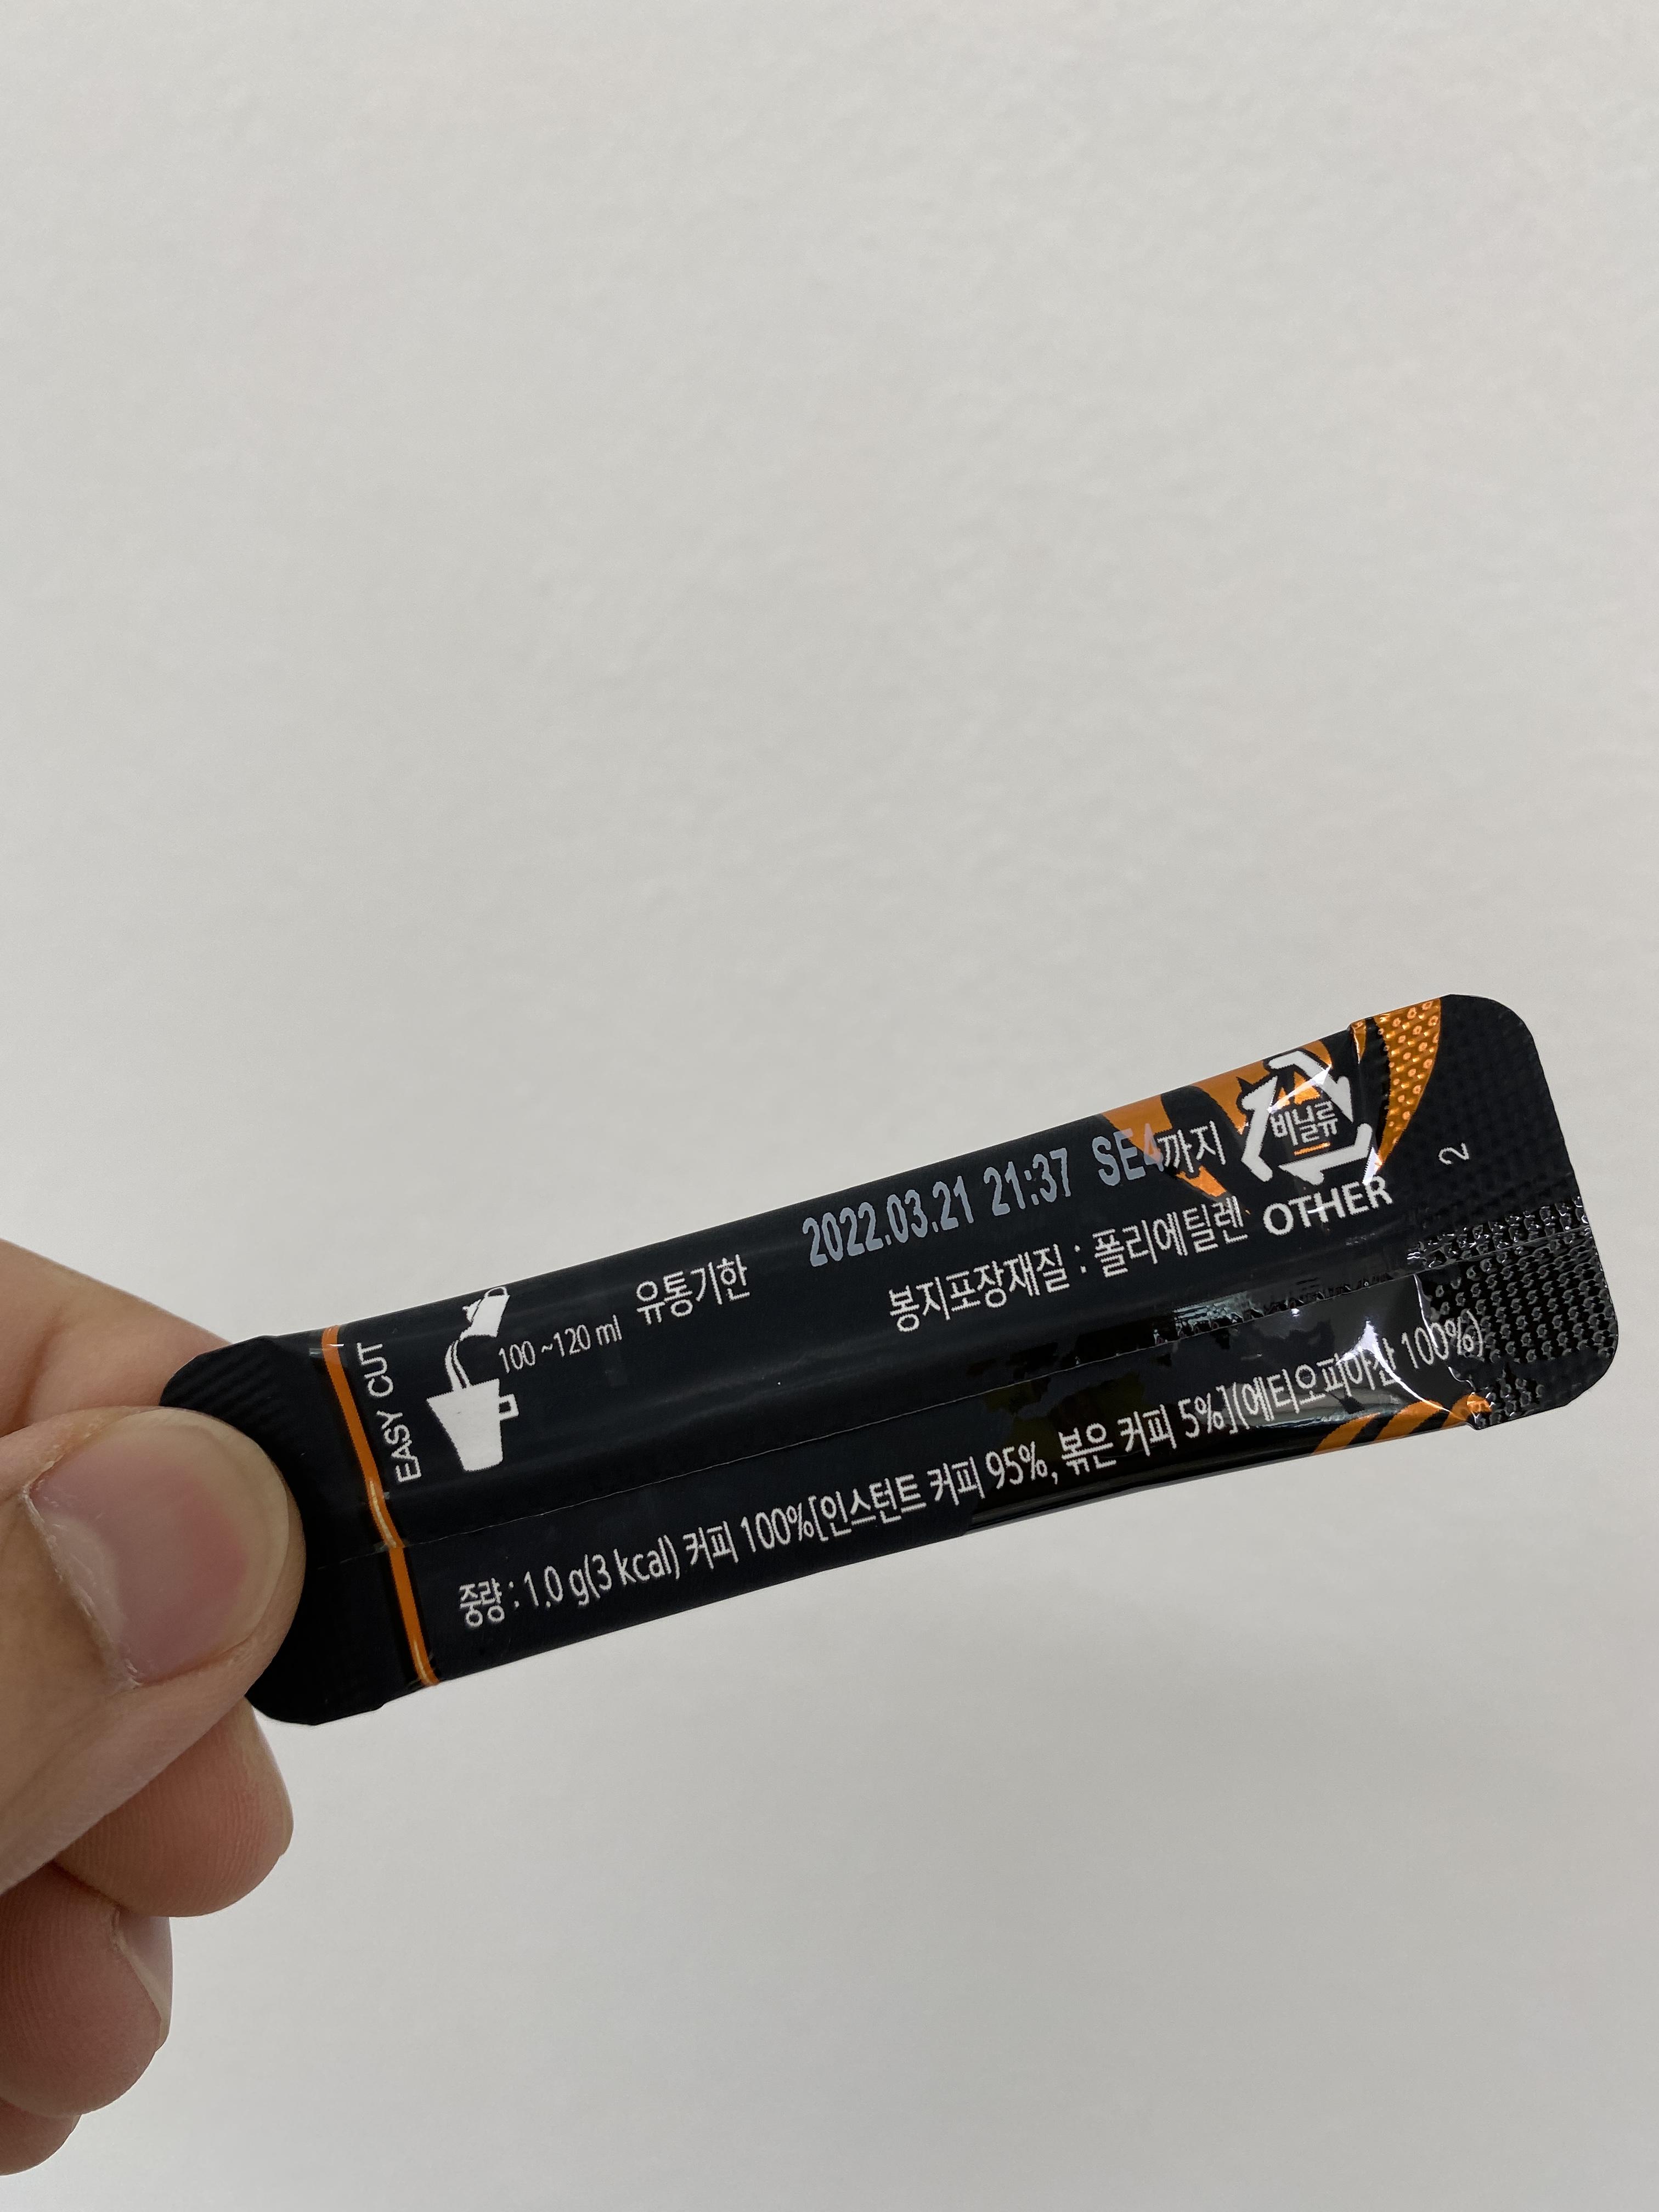 EASY CUT
100 ~120 ml
유통기한 2022.03.21 21:37 SE4까지
봉지포장재질 : 폴리에틸렌
비닐류
OTHER
2
중량 : 1.0 g(3 kcal) 커피 100%[인스턴트 커피 95%, 볶은 커피 5%](에티오피아산 100%)